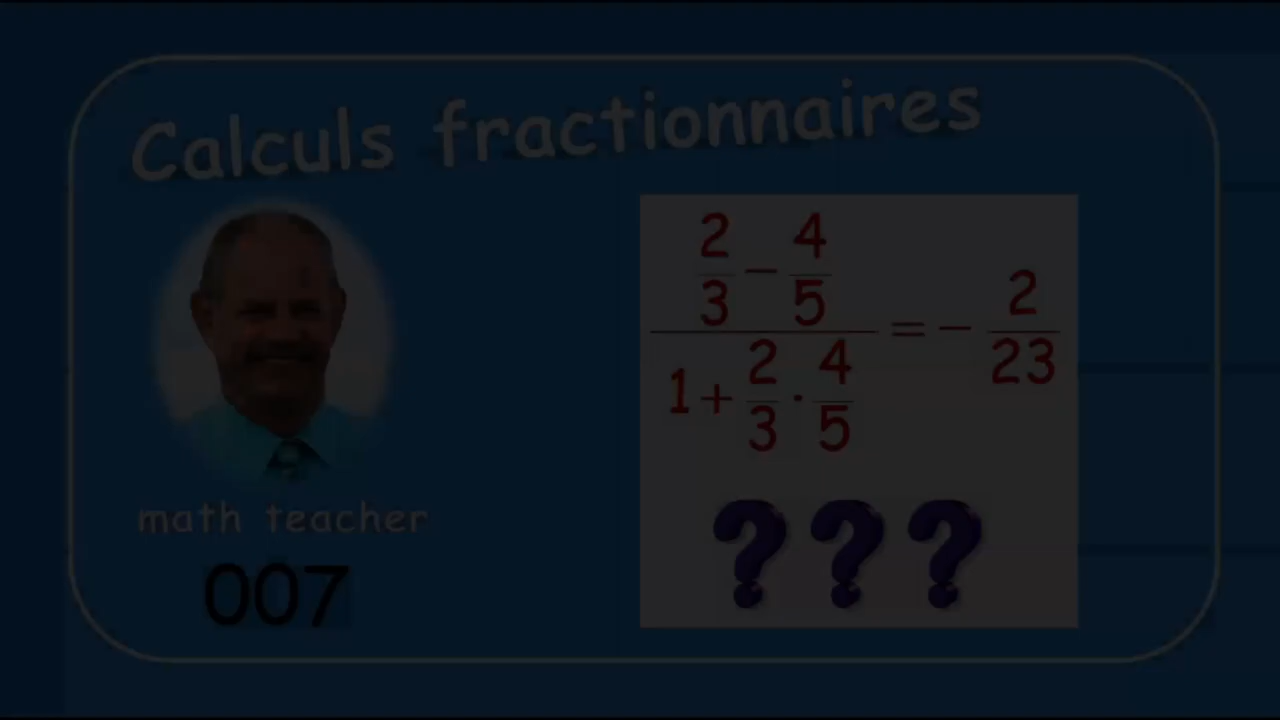 Calculs fractionnaires
2/3 − 4/5
1 + 2/3 · 4/5
= − 2/23
???
math teacher
007